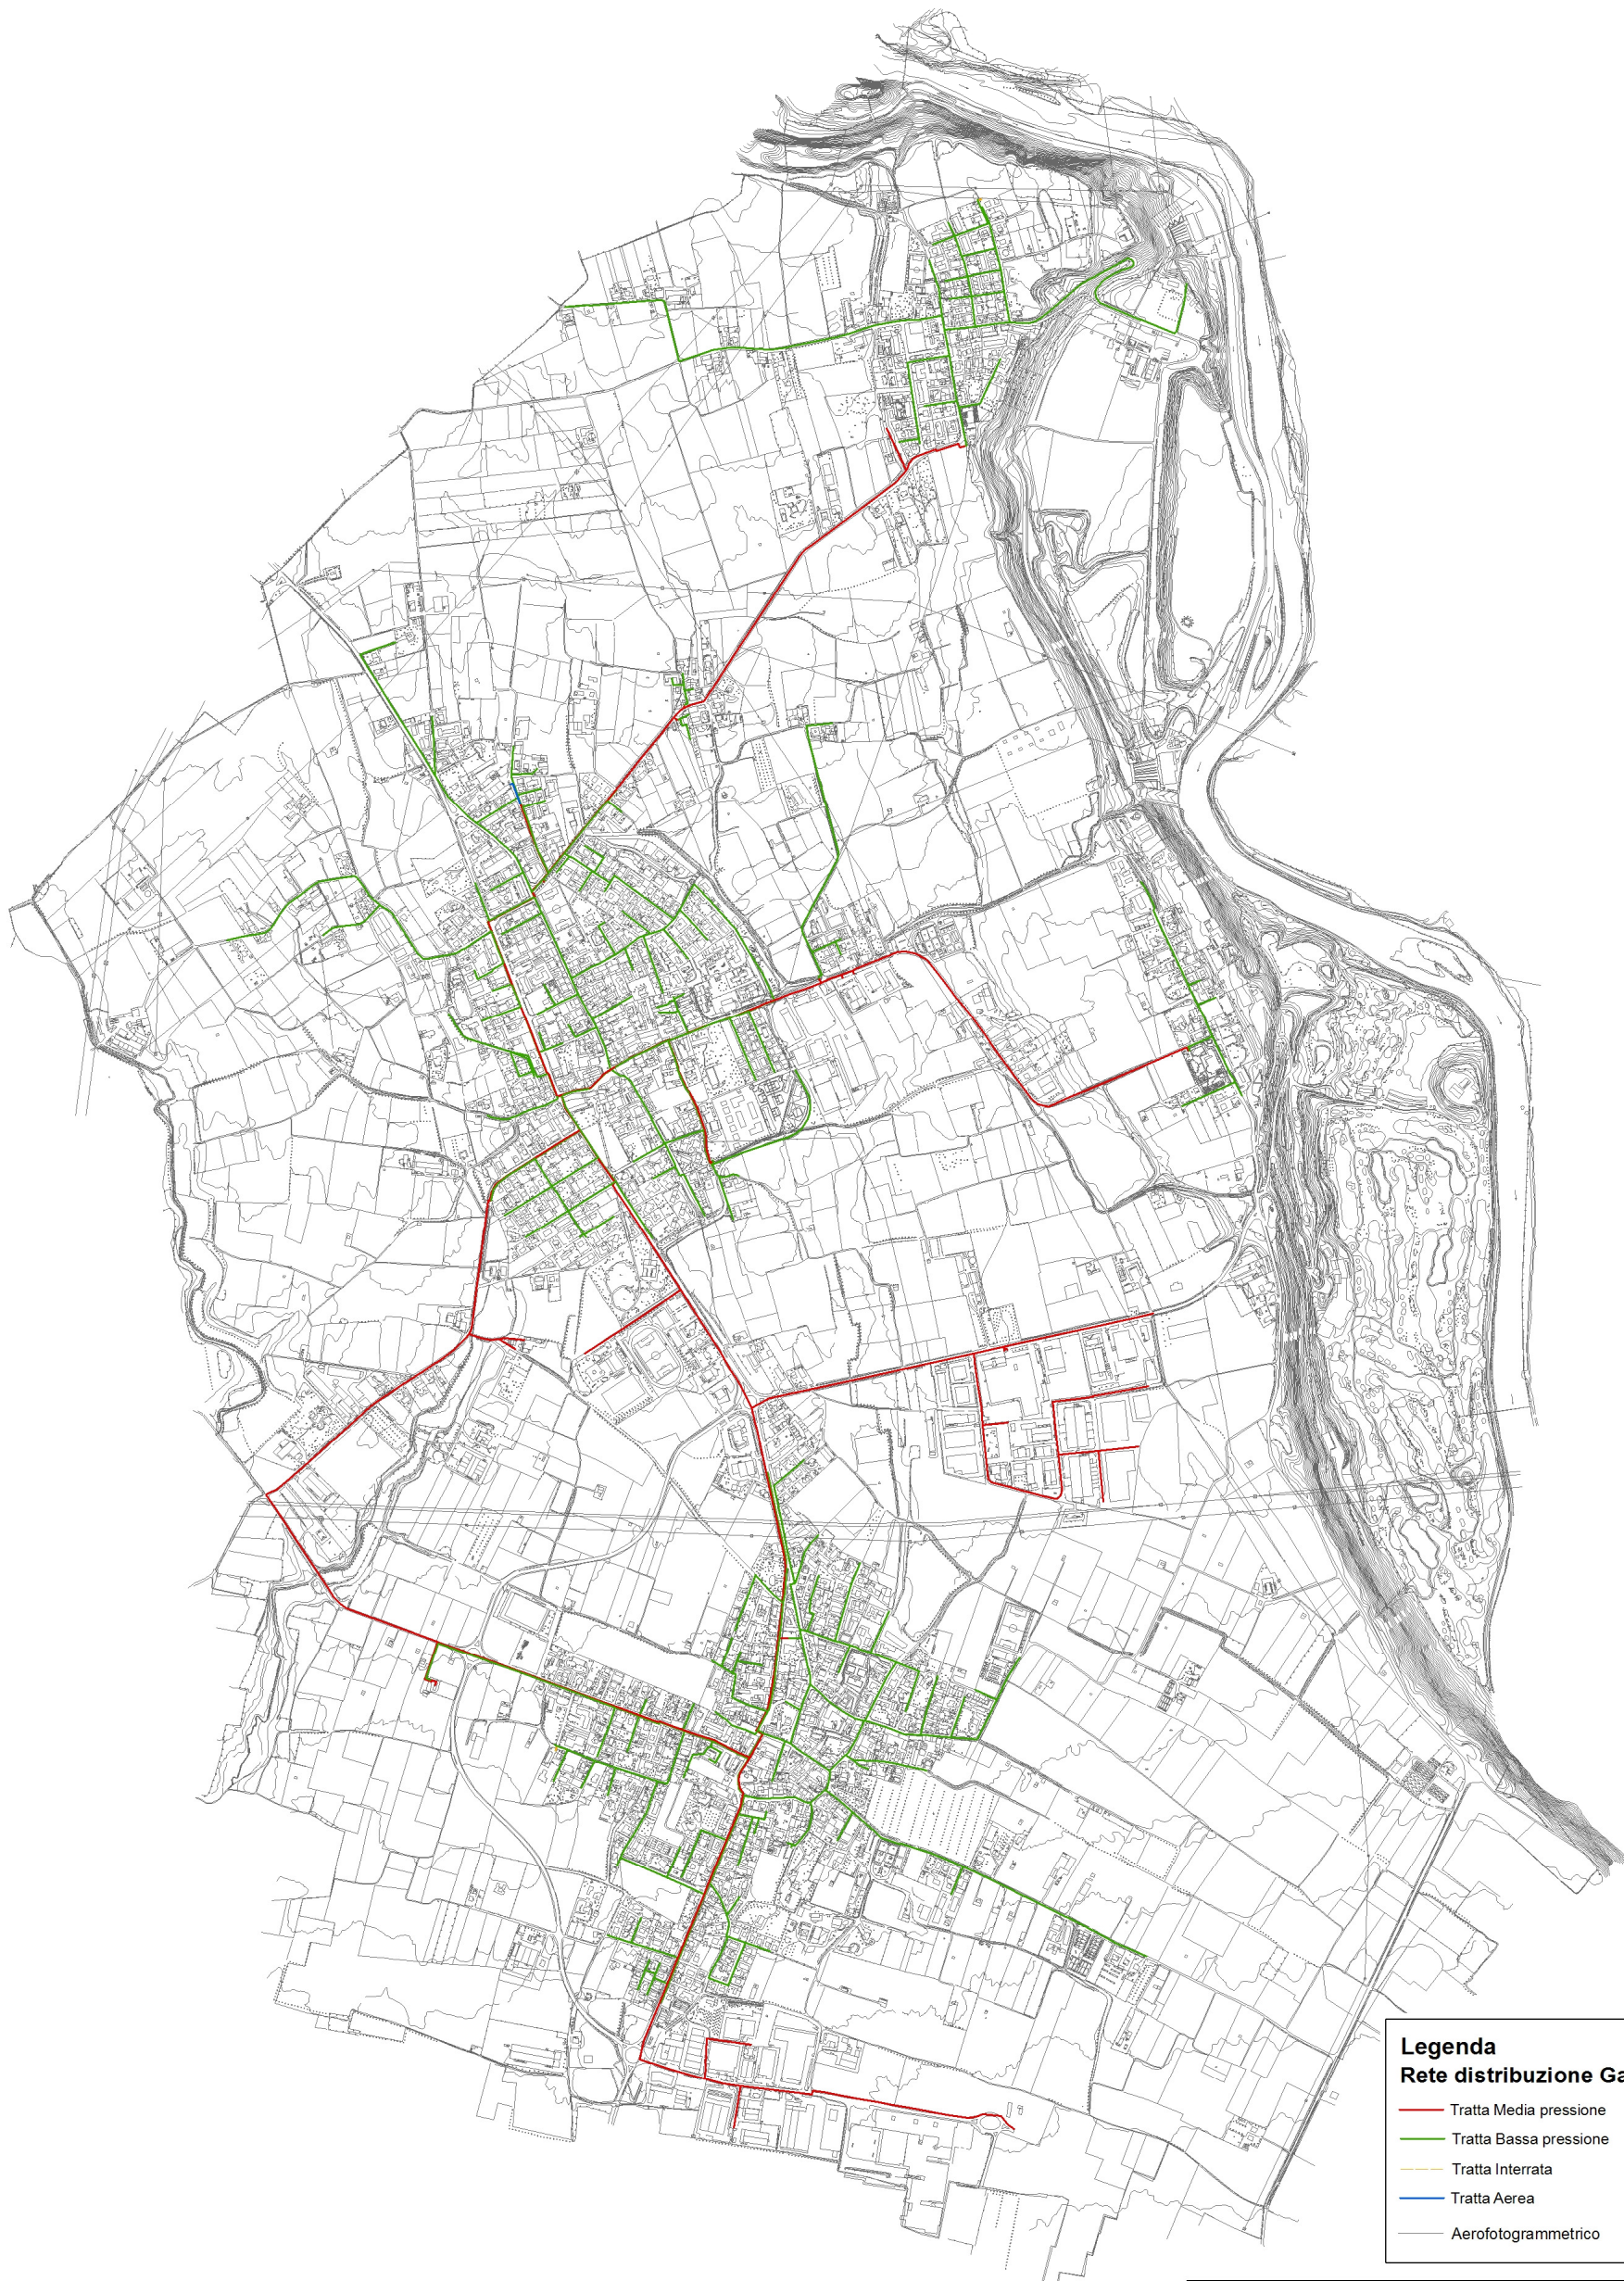 Legenda
Rete distribuzione Ga
Tratta Media pressione
Tratta Bassa pressione
Tratta Interrata
Tratta Aerea
Aerofotogrammetrico